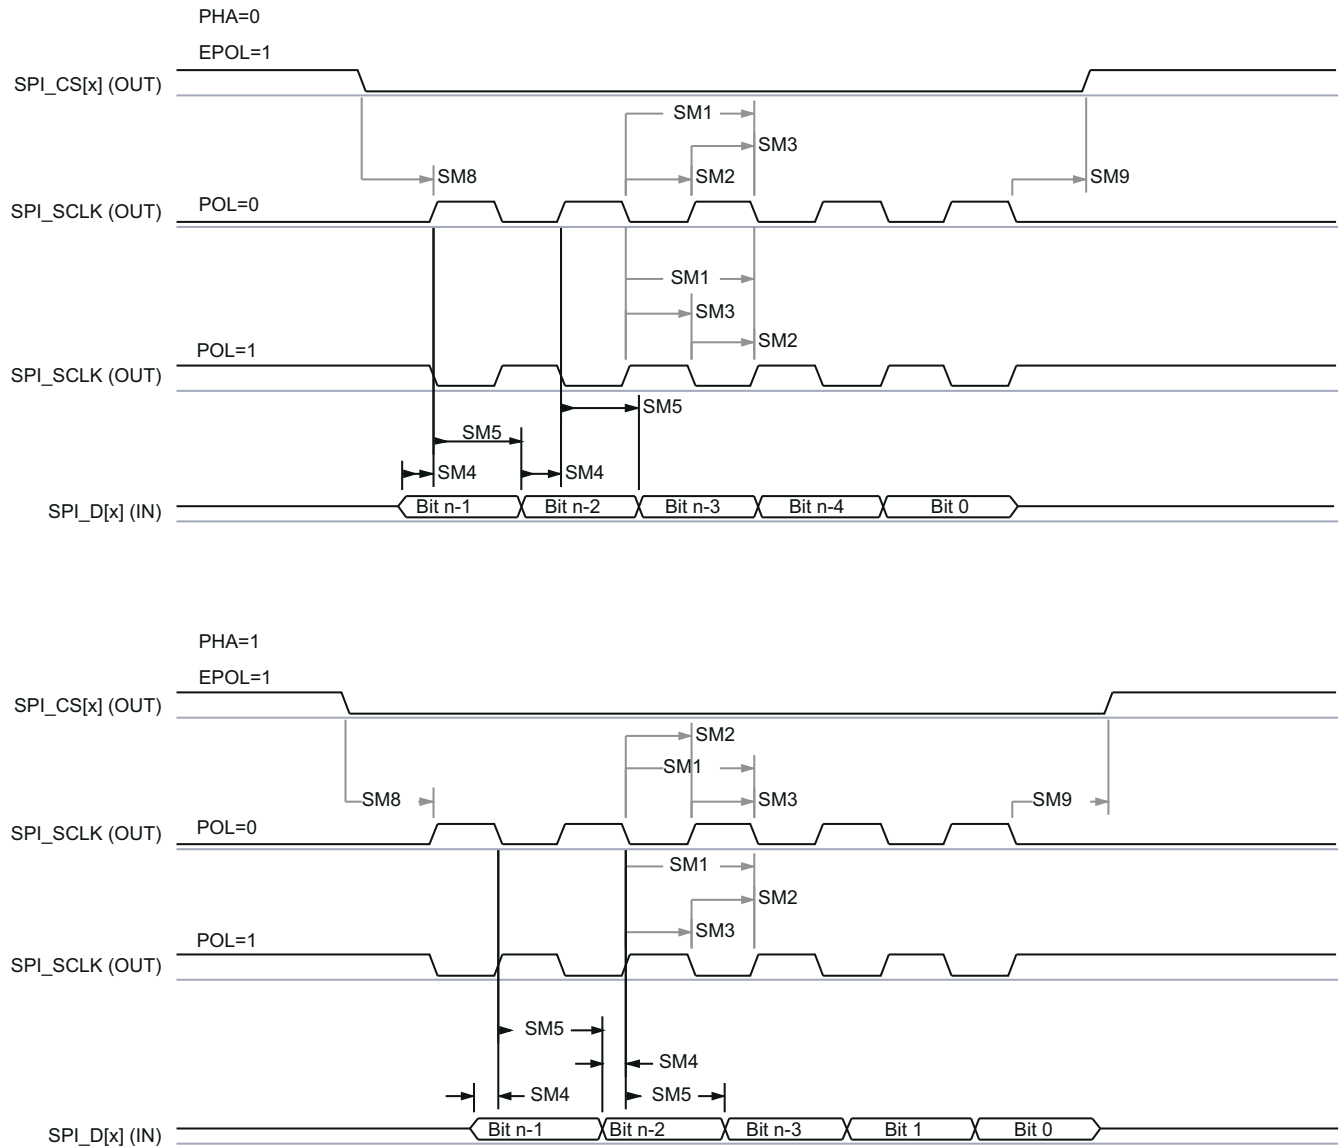 PHA=0
EPOL=1
SPI_CS[x] (OUT)
SM1
SM3
SM8
SM2
SM9
POL=0
SPI_SCLK (OUT)
SM1
SM3
SM2
POL=1
SPI_SCLK (OUT)
SM5
SM5
SM4
SM4
SPI_D[x] (IN)
Bit n-1
Bit n-2
Bit n-3
Bit n-4
Bit 0
PHA=1
EPOL=1
SPI_CS[x] (OUT)
SM2
SM1
SM8
SM3
SM9
POL=0
SPI_SCLK (OUT)
SM1
SM2
SM3
POL=1
SPI_SCLK (OUT)
SM5
SM4
SM4
SM5
SPI_D[x] (IN)
Bit n-1
Bit n-2
Bit n-3
Bit 1
Bit 0